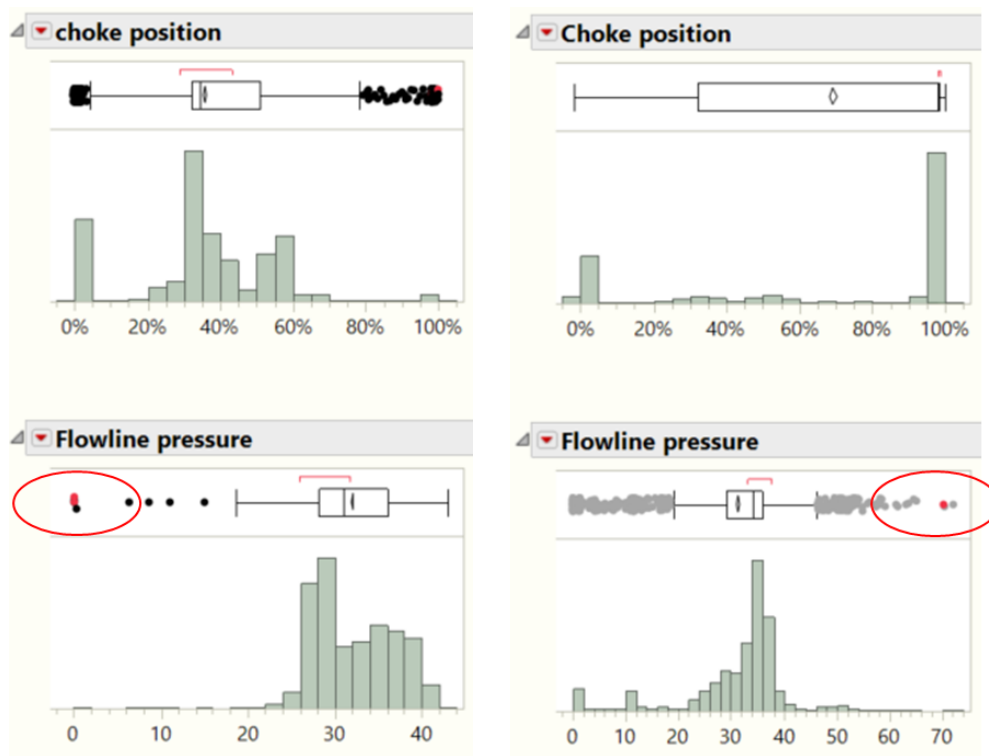 choke position
0% 20% 40% 60% 80% 100%
Choke position
0% 20% 40% 60% 80% 100%
Flowline pressure
0 10 20 30 40
Flowline pressure
0 10 20 30 40 50 60 70